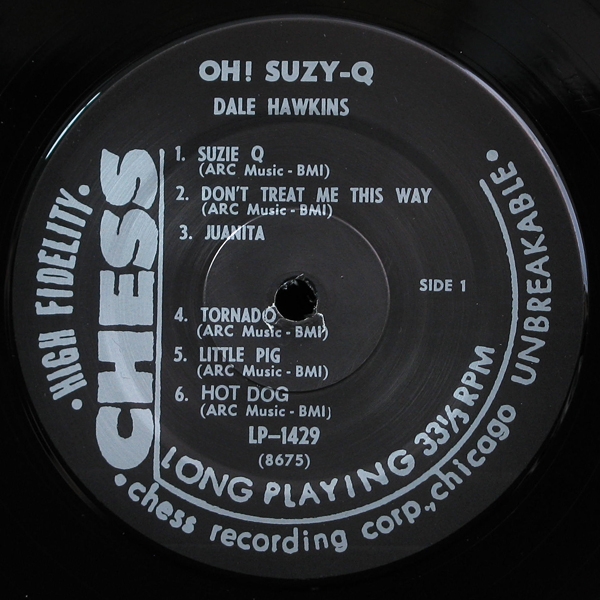 OH! SUZY-Q
DALE HAWKINS
1. SUZIE Q
(ARC Music - BMI)
2. DON'T TREAT ME THIS WAY
(ARC Music - BMI)
3. JUANITA
SIDE 1
4. TORNADO
(ARC Music - BMI)
5. LITTLE PIG
(ARC Music - BMI)
6. HOT DOG
(ARC Music - BMI)
LP-1429
(8675)
• HIGH FIDELITY •
CHESS
LONG PLAYING 33⅓ RPM
• chess recording corp., chicago UNBREAKABLE •